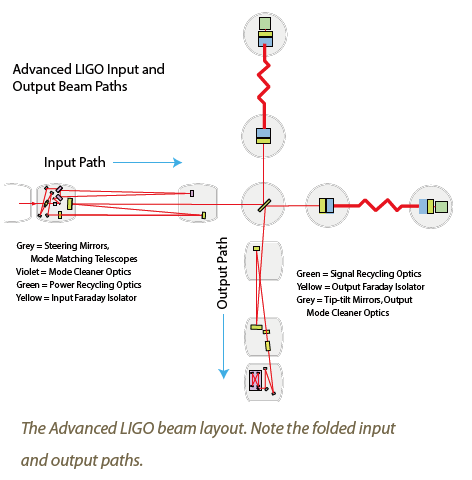 Advanced LIGO Input and
Output Beam Paths
Input Path
Grey = Steering Mirrors,
Mode Matching Telescopes
Violet = Mode Cleaner Optics
Green = Power Recycling Optics
Yellow = Input Faraday Isolator
Output Path
Green = Signal Recycling Optics
Yellow = Output Faraday Isolator
Grey = Tip-tilt Mirrors, Output
Mode Cleaner Optics
The Advanced LIGO beam layout. Note the folded input
and output paths.